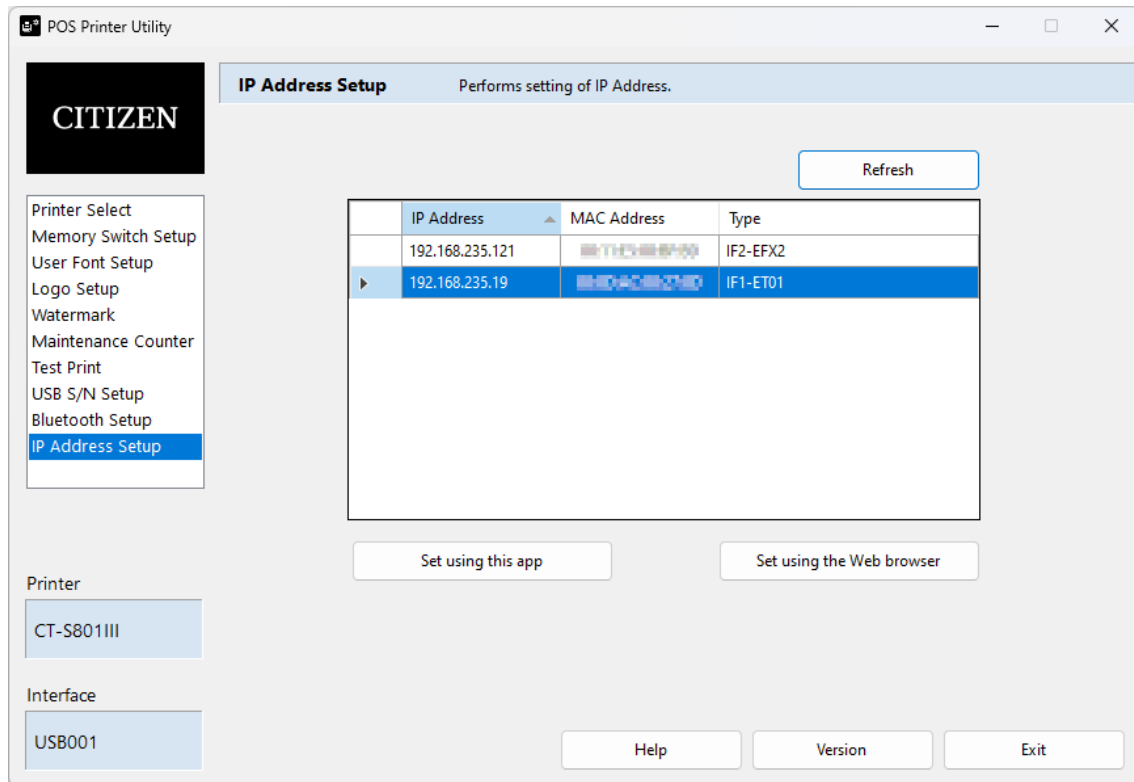 POS Printer Utility
CITIZEN
IP Address Setup Performs setting of IP Address.
Refresh
Printer Select
Memory Switch Setup
User Font Setup
Logo Setup
Watermark
Maintenance Counter
Test Print
USB S/N Setup
Bluetooth Setup
IP Address Setup
IP Address MAC Address Type
192.168.235.121 IF2-EFX2
192.168.235.19 IF1-ET01
Set using this app Set using the Web browser
Printer
CT-S801III
Interface
USB001
Help Version Exit